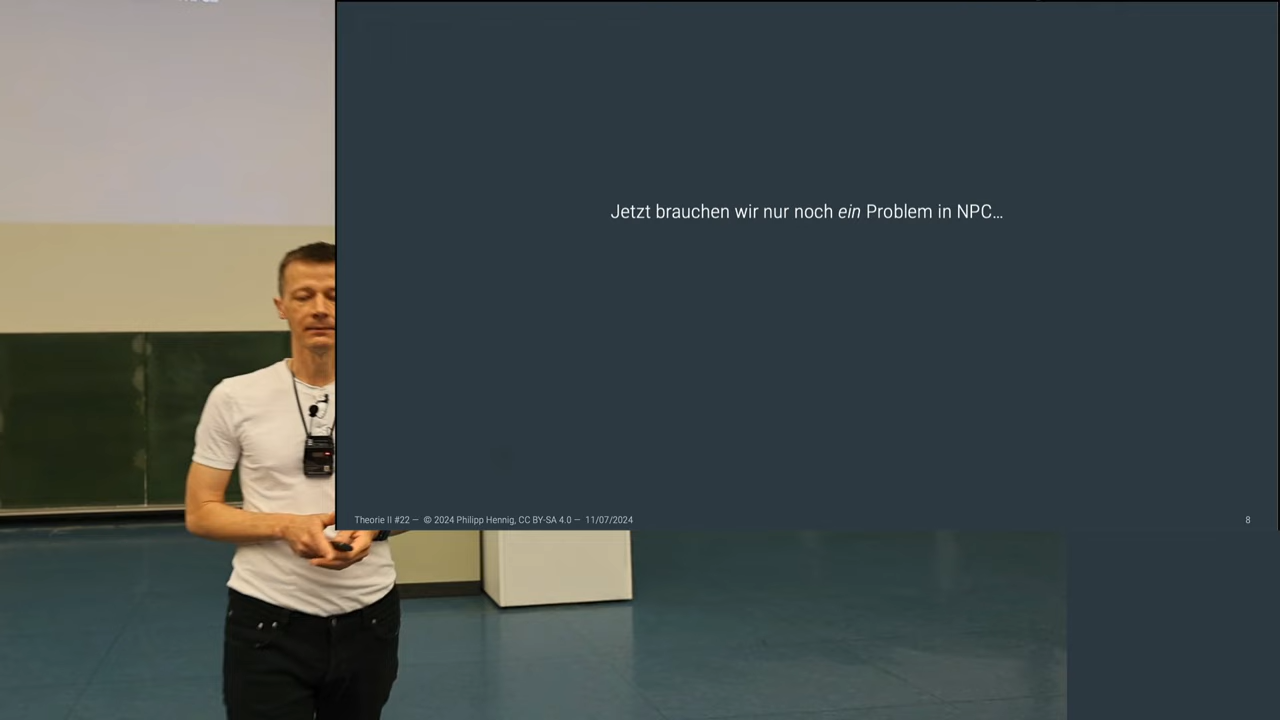 Jetzt brauchen wir nur noch ein Problem in NPC…
Theorie II #22 — © 2024 Philipp Hennig, CC BY-SA 4.0 — 11/07/2024
8